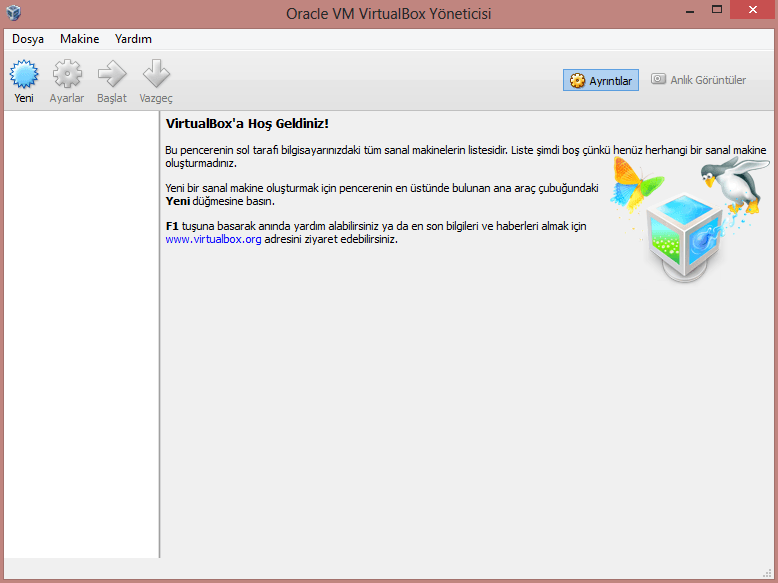 Oracle VM VirtualBox Yöneticisi
Dosya Makine Yardım
Yeni Ayarlar Başlat Vazgeç
Ayrıntılar Anlık Görüntüler
VirtualBox'a Hoş Geldiniz!
Bu pencerenin sol tarafı bilgisayarınızdaki tüm sanal makinelerin listesidir. Liste şimdi boş çünkü henüz herhangi bir sanal makine
oluşturmadınız.
Yeni bir sanal makine oluşturmak için pencerenin en üstünde bulunan ana araç çubuğundaki
Yeni düğmesine basın.
F1 tuşuna basarak anında yardım alabilirsiniz ya da en son bilgileri ve haberleri almak için
www.virtualbox.org adresini ziyaret edebilirsiniz.